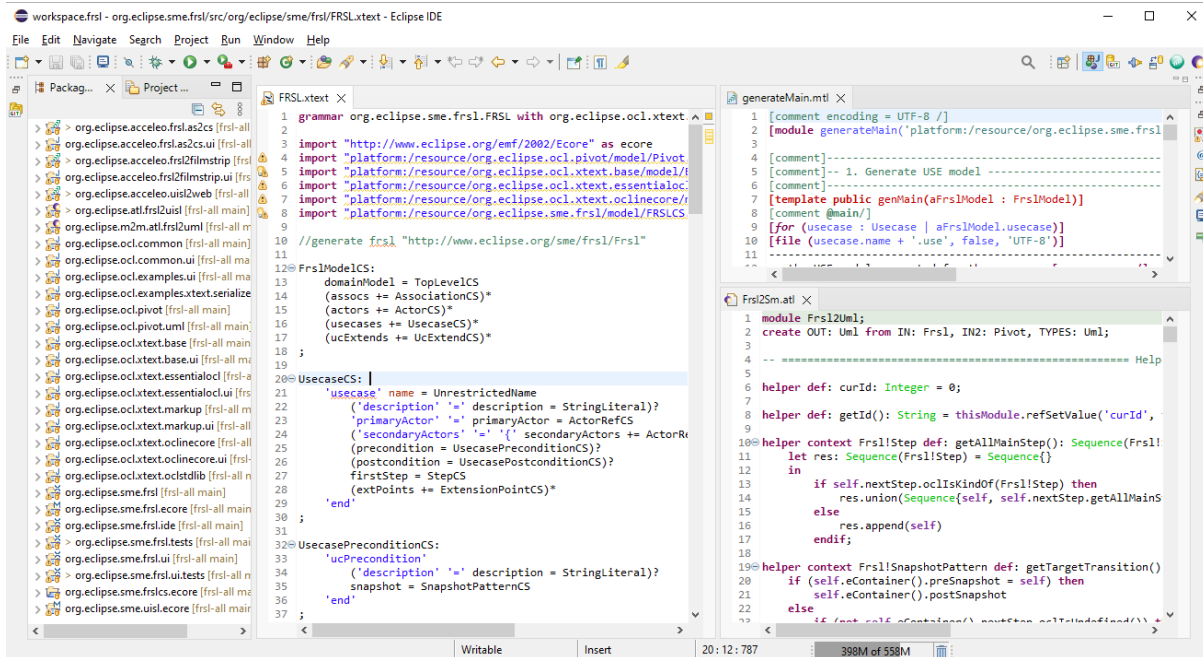 workspace.frsl - org.eclipse.sme.frsl/src/org/eclipse/sme/frsl/FRSL.xtext - Eclipse IDE
File Edit Navigate Search Project Run Window Help
Packag... Project ...
> org.eclipse.acceleo.frsl.as2cs [frsl-all
org.eclipse.acceleo.frsl.as2cs.ui [frsl-all
> org.eclipse.acceleo.frsl2filmstrip [frsl
org.eclipse.acceleo.frsl2filmstrip.ui [frs
> org.eclipse.acceleo.uisl2web [frsl-all
> org.eclipse.atl.frsl2uisl [frsl-all main]
> org.eclipse.m2m.atl.frsl2uml [frsl-all m
org.eclipse.ocl.common [frsl-all main]
org.eclipse.ocl.common.ui [frsl-all main]
org.eclipse.ocl.examples.ui [frsl-all main]
org.eclipse.ocl.examples.xtext.serialize
org.eclipse.ocl.pivot [frsl-all main]
org.eclipse.ocl.pivot.uml [frsl-all main]
org.eclipse.ocl.xtext.base [frsl-all main
org.eclipse.ocl.xtext.base.ui [frsl-all ma
org.eclipse.ocl.xtext.essentialocl [frsl-a
org.eclipse.ocl.xtext.essentialocl.ui [frs
org.eclipse.ocl.xtext.markup [frsl-all m
org.eclipse.ocl.xtext.markup.ui [frsl-all
org.eclipse.ocl.xtext.oclinecore [frsl-all
org.eclipse.ocl.xtext.oclinecore.ui [frsl-
org.eclipse.ocl.xtext.oclstdlib [frsl-all n
org.eclipse.sme.frsl [frsl-all main]
org.eclipse.sme.frsl.ecore [frsl-all main]
org.eclipse.sme.frsl.ide [frsl-all main]
> org.eclipse.sme.frsl.tests [frsl-all mai
org.eclipse.sme.frsl.ui [frsl-all main]
> org.eclipse.sme.frsl.ui.tests [frsl-all m
org.eclipse.sme.frslcs.ecore [frsl-all ma
org.eclipse.sme.uisl.ecore [frsl-all main
FRSL.xtext
1 grammar org.eclipse.sme.frsl.FRSL with org.eclipse.ocl.xtext.
2
3 import "http://www.eclipse.org/emf/2002/Ecore" as ecore
4 import "platform:/resource/org.eclipse.ocl.pivot/model/Pivot.
5 import "platform:/resource/org.eclipse.ocl.xtext.base/model/B
6 import "platform:/resource/org.eclipse.ocl.xtext.essentialocl
7 import "platform:/resource/org.eclipse.ocl.xtext.oclinecore/m
8 import "platform:/resource/org.eclipse.sme.frsl/model/FRSLCS.
9
10 //generate frsl "http://www.eclipse.org/sme/frsl/Frsl"
11
12 FrslModelCS:
13 domainModel = TopLevelCS
14 (assocs += AssociationCS)*
15 (actors += ActorCS)*
16 (usecases += UsecaseCS)*
17 (ucExtends += UcExtendCS)*
18 ;
19
20 UsecaseCS:
21 'usecase' name = UnrestrictedName
22 ('description' '=' description = StringLiteral)?
23 'primaryActor' '=' primaryActor = ActorRefCS
24 ('secondaryActors' '=' '{' secondaryActors += ActorRe
25 (precondition = UsecasePreconditionCS)?
26 (postcondition = UsecasePostconditionCS)?
27 firstStep = StepCS
28 (extPoints += ExtensionPointCS)*
29 'end'
30 ;
31
32 UsecasePreconditionCS:
33 'ucPrecondition'
34 ('description' '=' description = StringLiteral)?
35 snapshot = SnapshotPatternCS
36 'end'
37 ;
generateMain.mtl
1 [comment encoding = UTF-8 /]
2 [module generateMain('platform:/resource/org.eclipse.sme.frsl
3
4 [comment]--------------------------------------------------
5 [comment]-- 1. Generate USE model --------------------------
6 [comment]--------------------------------------------------
7 [template public genMain(aFrslModel : FrslModel)]
8 [comment @main/]
9 [for (usecase : Usecase | aFrslModel.usecase)]
10 [file (usecase.name + '.use', false, 'UTF-8')]
11 --------------------------------------------------
Frsl2Sm.atl
1 module Frsl2Uml;
2 create OUT: Uml from IN: Frsl, IN2: Pivot, TYPES: Uml;
3
4 -- =================================================== Help
5
6 helper def: curId: Integer = 0;
7
8 helper def: getId(): String = thisModule.refSetValue('curId',
9
10 helper context Frsl!Step def: getAllMainStep(): Sequence(Frsl!
11 let res: Sequence(Frsl!Step) = Sequence{}
12 in
13 if self.nextStep.oclIsKindOf(Frsl!Step) then
14 res.union(Sequence{self, self.nextStep.getAllMainS
15 else
16 res.append(self)
17 endif;
18
19 helper context Frsl!SnapshotPattern def: getTargetTransition()
20 if (self.eContainer().preSnapshot = self) then
21 self.eContainer().postSnapshot
22 else
Writable Insert 20 : 12 : 787 398M of 558M